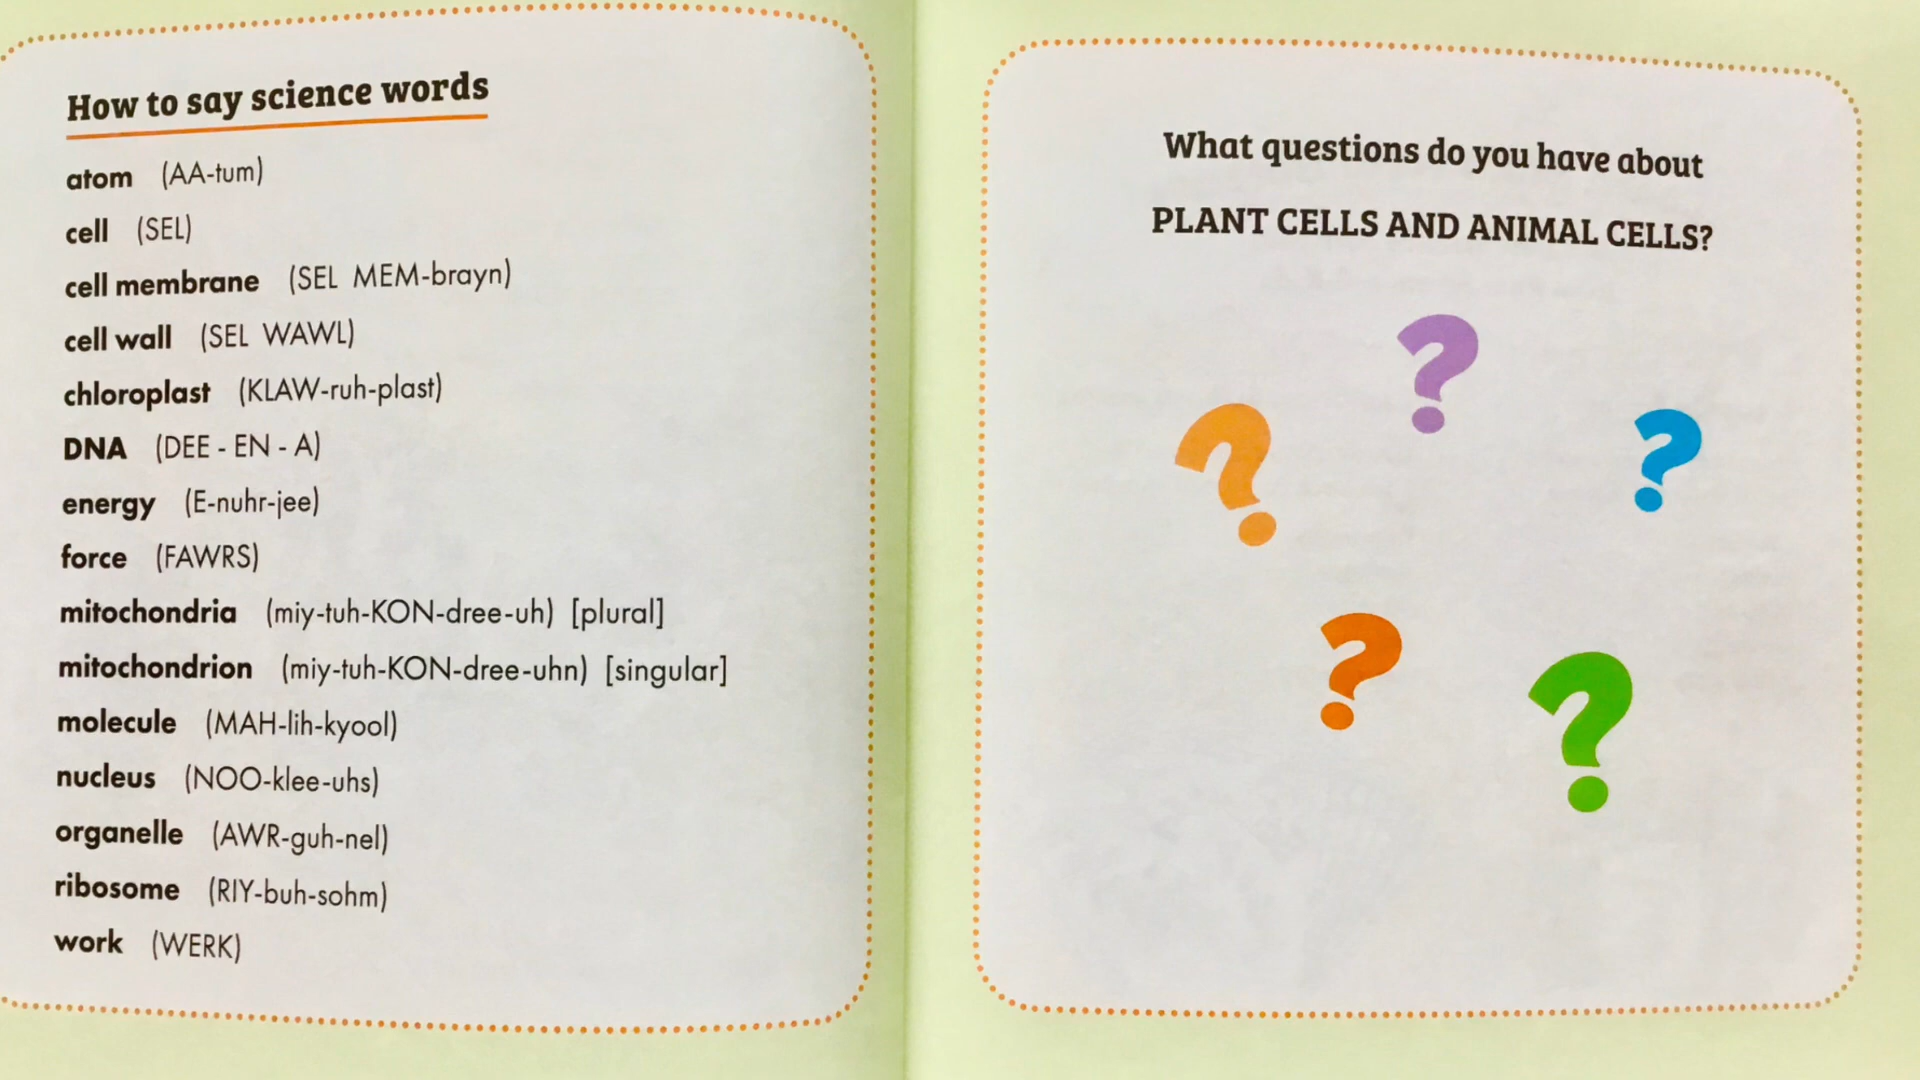 How to say science words
atom (AA-tum)
cell (SEL)
cell membrane (SEL MEM-brayn)
cell wall (SEL WAWL)
chloroplast (KLAW-ruh-plast)
DNA (DEE - EN - A)
energy (E-nuhr-jee)
force (FAWRS)
mitochondria (miy-tuh-KON-dree-uh) [plural]
mitochondrion (miy-tuh-KON-dree-uhn) [singular]
molecule (MAH-lih-kyool)
nucleus (NOO-klee-uhs)
organelle (AWR-guh-nel)
ribosome (RIY-buh-sohm)
work (WERK)
What questions do you have about
PLANT CELLS AND ANIMAL CELLS?
?
?
?
?
?